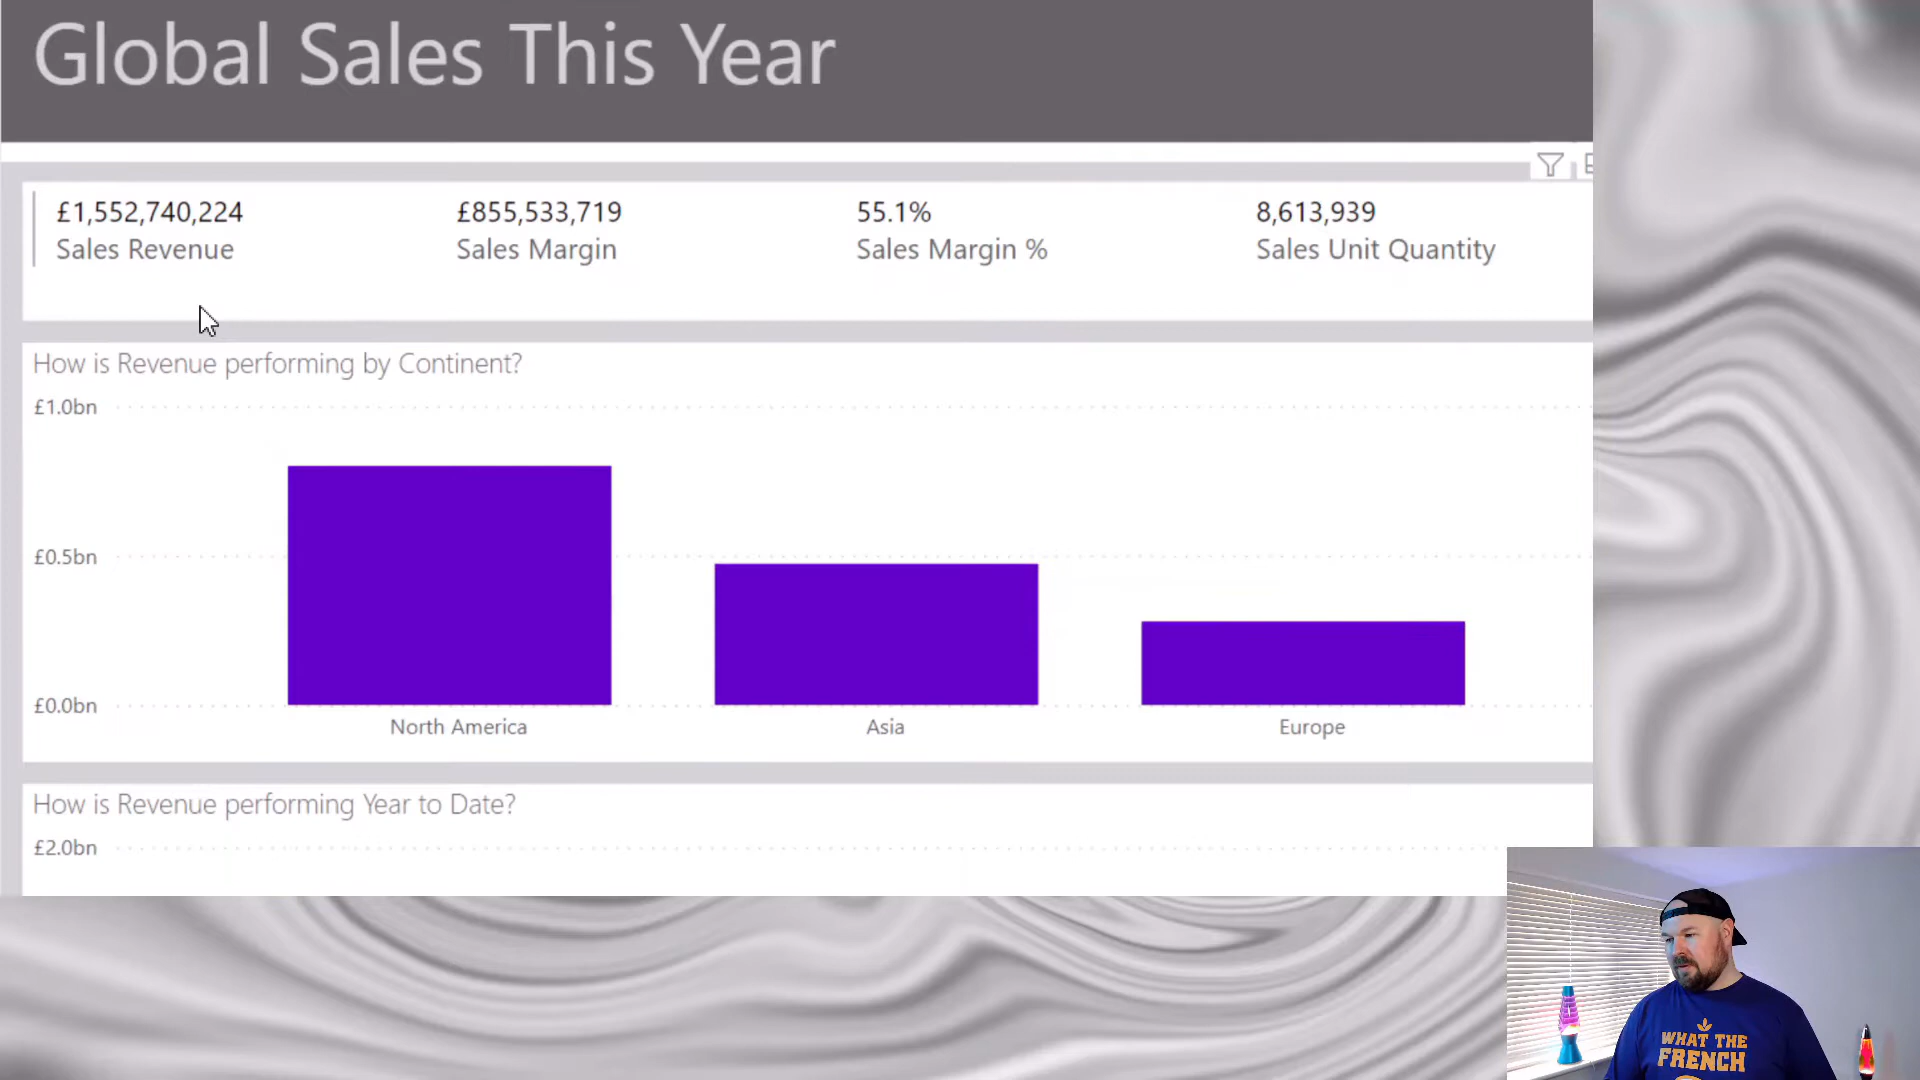 Global Sales This Year
£1,552,740,224
Sales Revenue
£855,533,719
Sales Margin
55.1%
Sales Margin %
8,613,939
Sales Unit Quantity
How is Revenue performing by Continent?
£1.0bn
£0.5bn
£0.0bn
North America
Asia
Europe
How is Revenue performing Year to Date?
£2.0bn
WHAT THE
FRENCH